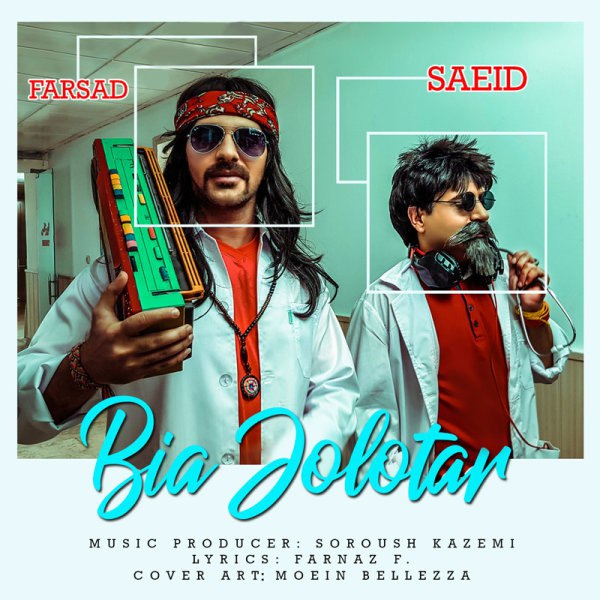 FARSAD
SAEID
Bia Jolotar
MUSIC PRODUCER: SOROUSH KAZEMI
LYRICS: FARNAZ F.
COVER ART: MOEIN BELLEZZA